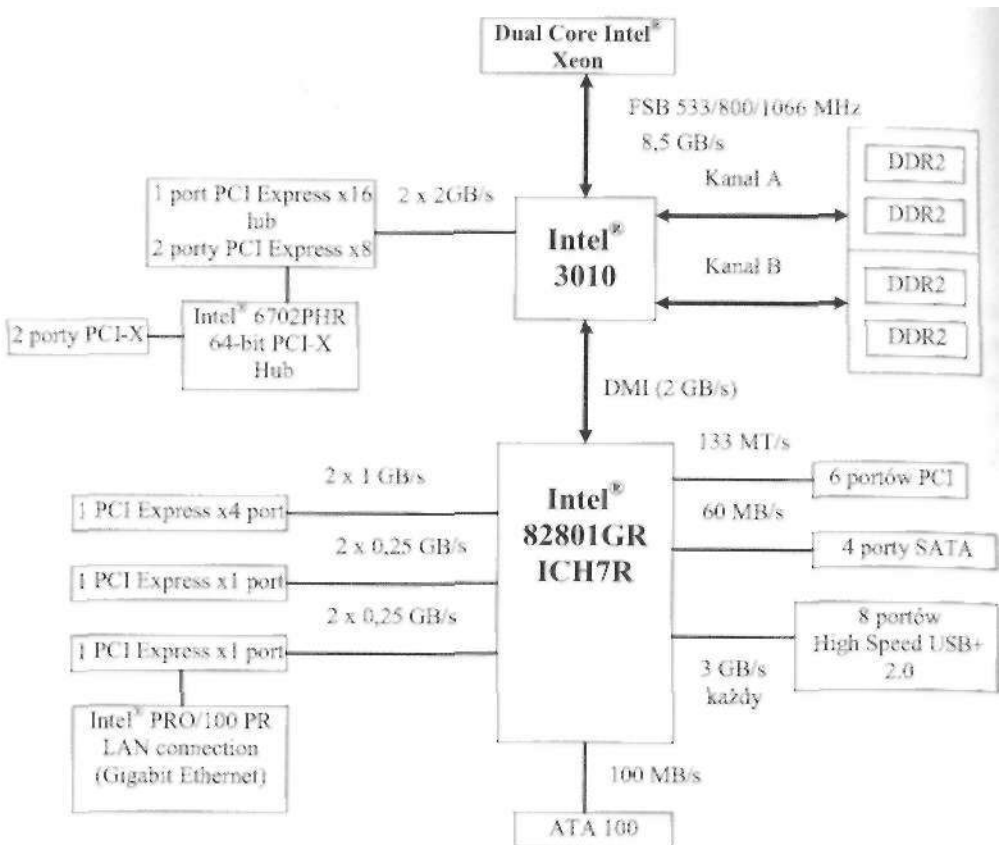 Dual Core Intel®
Xeon
FSB 533/800/1066 MHz
8,5 GB/s
Kanał A
DDR2
DDR2
1 port PCI Express x16
lub
2 porty PCI Express x8
2 x 2GB/s
Intel®
3010
Kanał B
DDR2
DDR2
2 porty PCI-X
Intel® 6702PHR
64-bit PCI-X
Hub
DMI (2 GB/s)
Intel®
82801GR
ICH7R
2 x 1 GB/s
1 PCI Express x4 port
2 x 0,25 GB/s
1 PCI Express x1 port
2 x 0,25 GB/s
1 PCI Express x1 port
Intel® PRO/100 PR
LAN connection
(Gigabit Ethernet)
133 MT/s
6 portów PCI
60 MB/s
4 porty SATA
8 portów
High Speed USB+
2.0
3 GB/s
każdy
100 MB/s
ATA 100